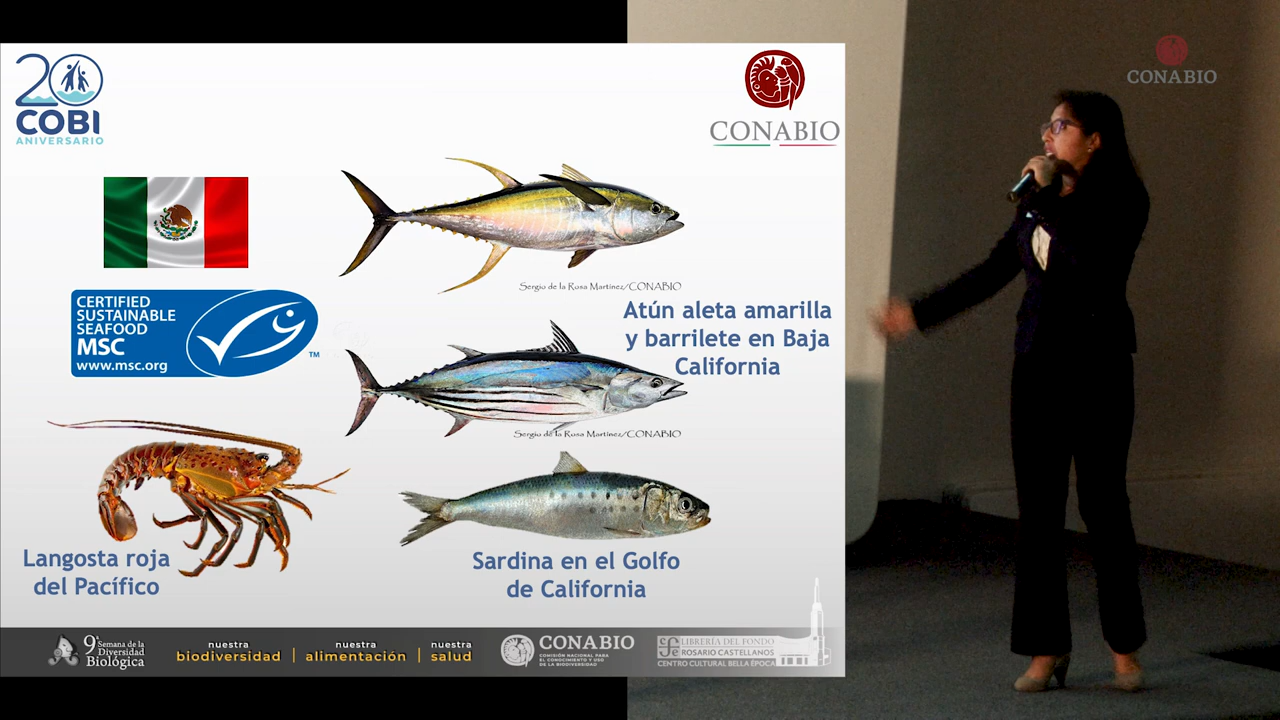 20
COBI
ANIVERSARIO
CONABIO
CONABIO
CERTIFIED
SUSTAINABLE
SEAFOOD
MSC
www.msc.org
TM
Sergio de la Rosa Martínez/CONABIO
Atún aleta amarilla
y barrilete en Baja
California
Sergio de la Rosa Martínez/CONABIO
Langosta roja
del Pacífico
Sardina en el Golfo
de California
9ª Semana de la
Diversidad
Biológica
nuestra
biodiversidad
nuestra
alimentación
nuestra
salud
CONABIO
COMISIÓN NACIONAL PARA
EL CONOCIMIENTO Y USO
DE LA BIODIVERSIDAD
LIBRERÍA DEL FONDO
ROSARIO CASTELLANOS
CENTRO CULTURAL BELLA ÉPOCA